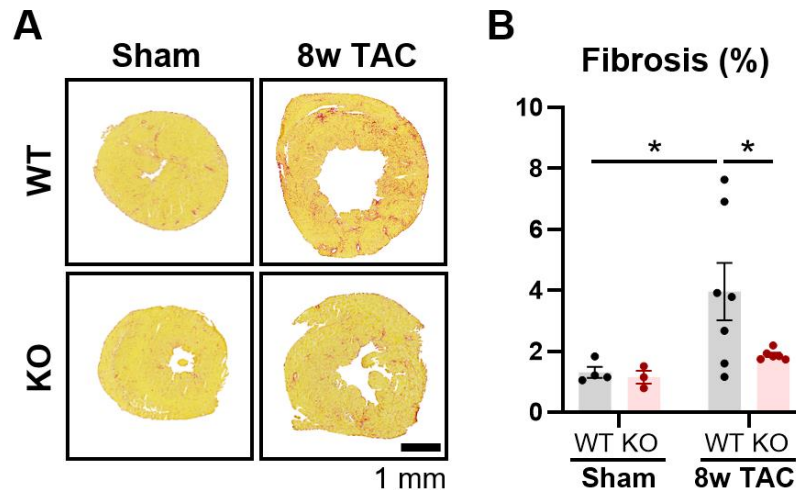 A
Sham
8w TAC
WT
KO
1 mm
B
Fibrosis (%)
10
8
6
4
2
0
*
*
WT KO
WT KO
Sham
8w TAC